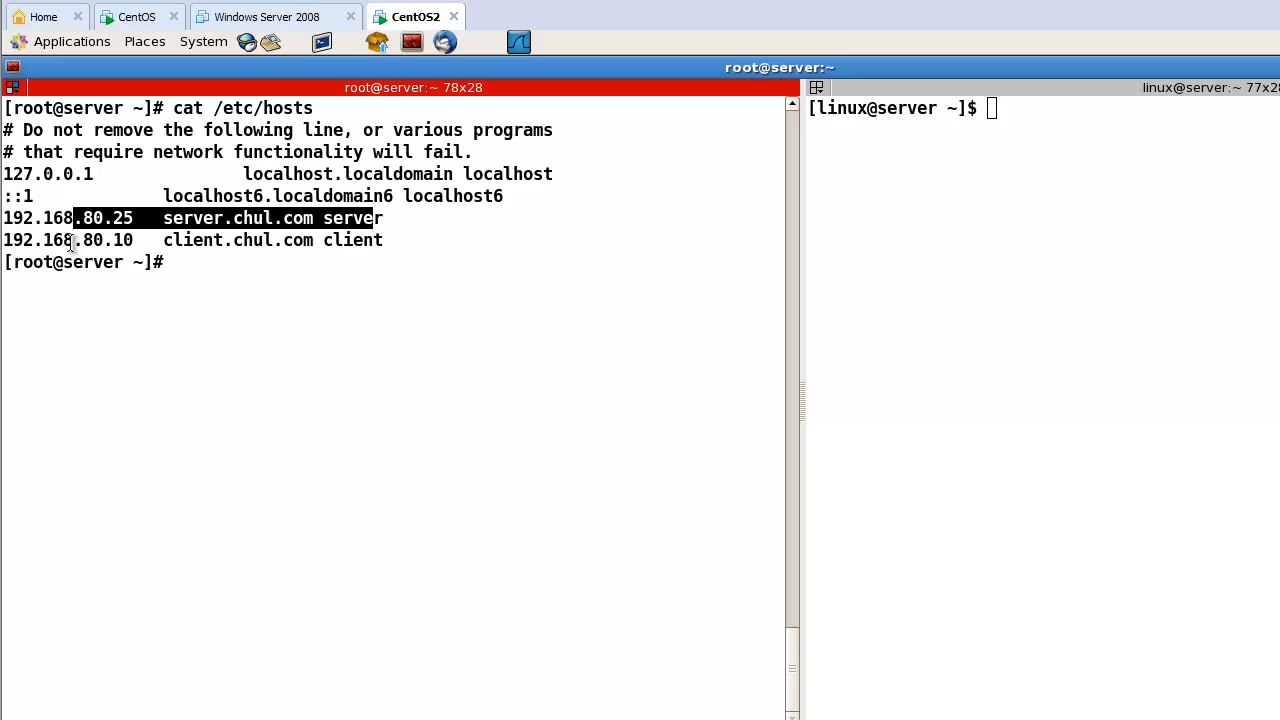 Home CentOS Windows Server 2008 CentOS2
Applications Places System
root@server:~
root@server:~ 78x28
[root@server ~]# cat /etc/hosts
# Do not remove the following line, or various programs
# that require network functionality will fail.
127.0.0.1 localhost.localdomain localhost
::1 localhost6.localdomain6 localhost6
192.168.80.25 server.chul.com server
192.168.80.10 client.chul.com client
[root@server ~]#
linux@server:~ 77x28
[linux@server ~]$